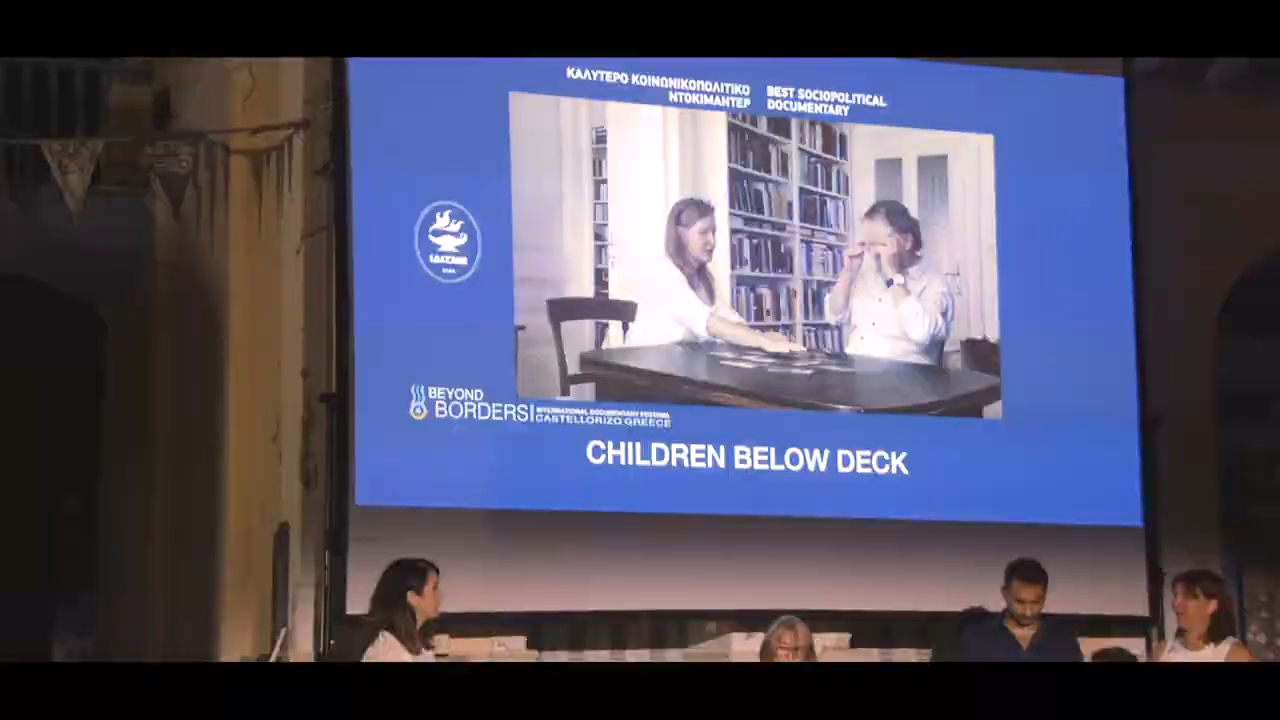 ΚΑΛΥΤΕΡΟ ΚΟΙΝΩΝΙΚΟΠΟΛΙΤΙΚΟ
ΝΤΟΚΙΜΑΝΤΕΡ
BEST SOCIOPOLITICAL
DOCUMENTARY
BEYOND
BORDERS
INTERNATIONAL DOCUMENTARY FESTIVAL
CASTELLORIZO, GREECE
CHILDREN BELOW DECK